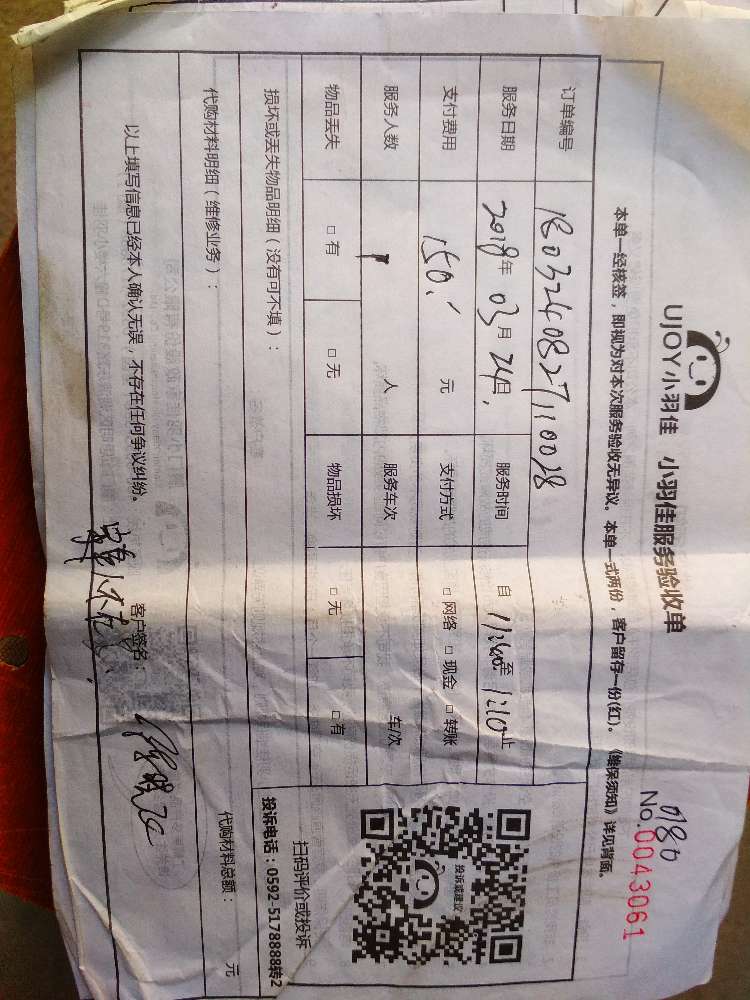 UJOY小羽佳 小羽佳服务验收单
0180
No.0043061
本单一经核签，即视为对本次服务验收无异议。本单一式两份，客户留存一份(红)。《维保须知》详见背面。
订单编号
服务日期 2018年 03月 24日 服务时间 自 11:40 至 1:10 止
支付费用 150. 元 支付方式 □网络 □现金 □转账
服务人数 1 人 服务车次 车/次
物品丢失 □有 □无 物品损坏 □无 □有
投诉或建议
扫码评价或投诉
投诉电话：0592-5178888转2
损坏或丢失物品明细（没有可不填）：
代购材料明细（维修业务）： 代购材料总额： 元
以上填写信息已经本人确认无误，不存在任何争议纠纷。 客户签名：